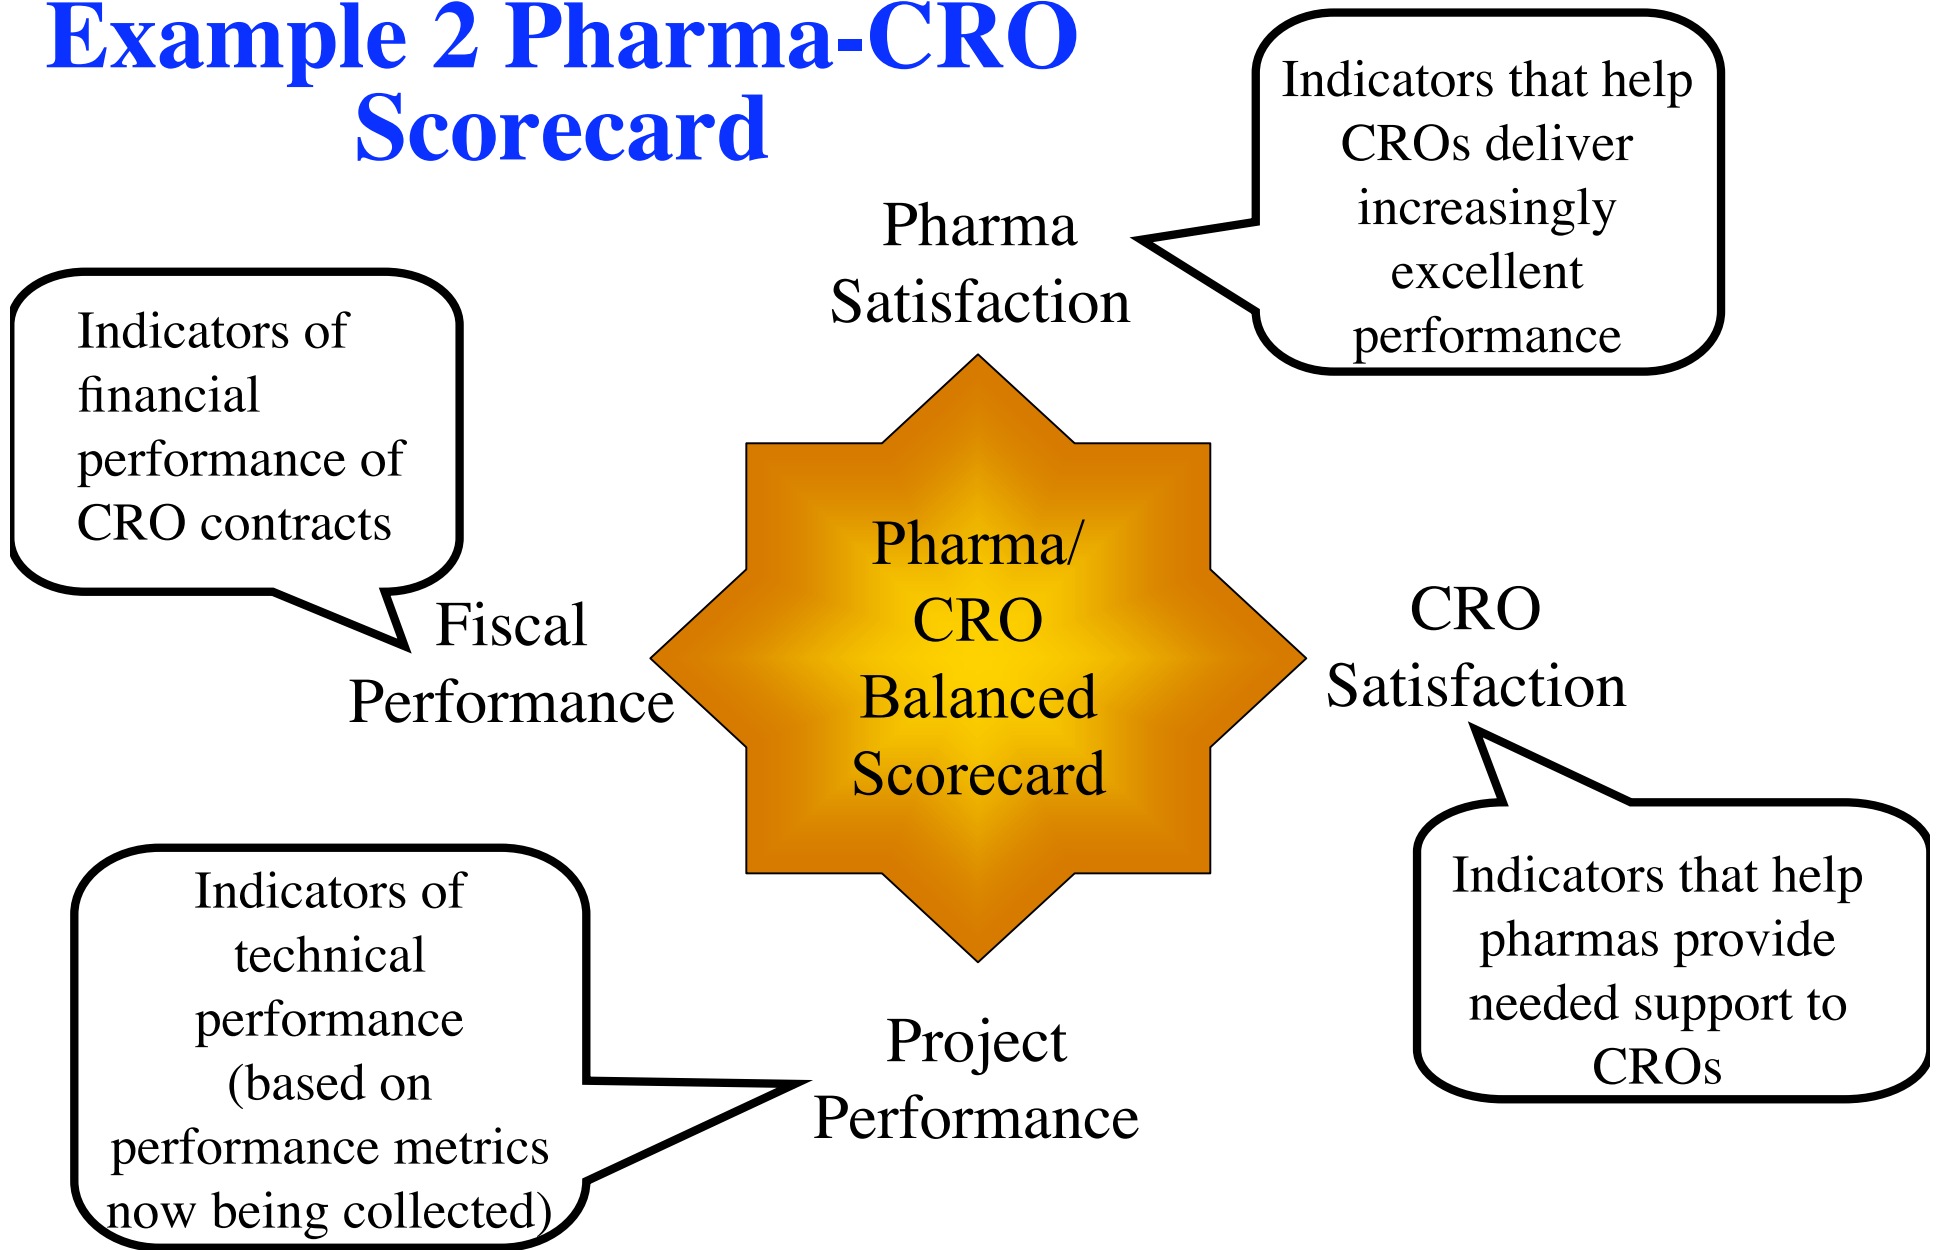 Example 2 Pharma-CRO
Scorecard
Indicators that help
CROs deliver
increasingly
excellent
performance
Pharma
Satisfaction
Indicators of
financial
performance of
CRO contracts
Fiscal
Performance
Pharma/
CRO
Balanced
Scorecard
CRO
Satisfaction
Indicators that help
pharmas provide
needed support to
CROs
Indicators of
technical
performance
(based on
performance metrics
now being collected)
Project
Performance